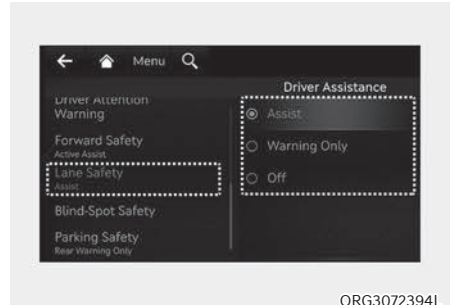 Menu
Driver Assistance
Driver Attention
Warning
Forward Safety
Active Assist
Lane Safety
Assist
Blind-Spot Safety
Parking Safety
Rear Warning Only
Assist
Warning Only
Off
ORG3072394L